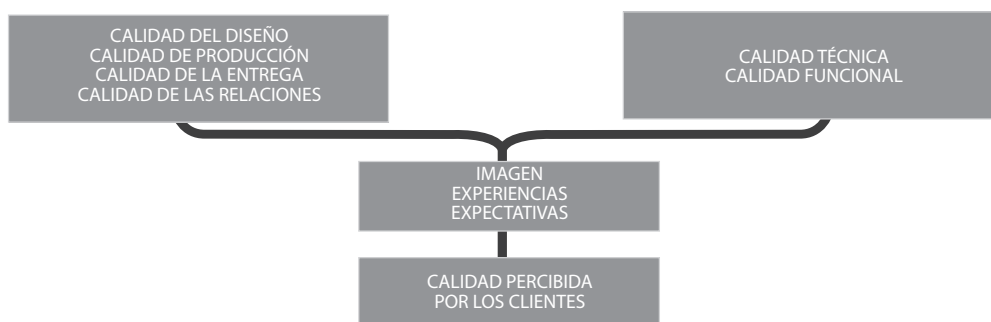 CALIDAD DEL DISEÑO
CALIDAD DE PRODUCCIÓN
CALIDAD DE LA ENTREGA
CALIDAD DE LAS RELACIONES
CALIDAD TÉCNICA
CALIDAD FUNCIONAL
IMAGEN
EXPERIENCIAS
EXPECTATIVAS
CALIDAD PERCIBIDA
POR LOS CLIENTES